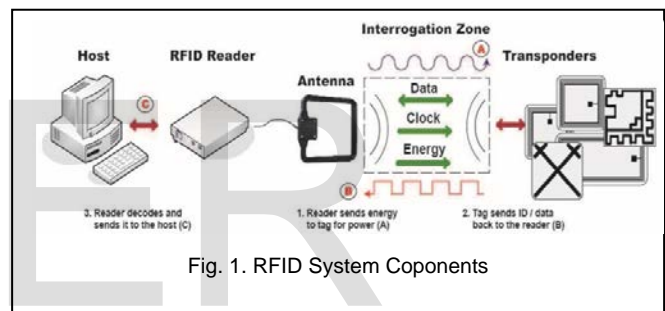 Interrogation Zone
Host
RFID Reader
Transponders
A
Antenna
C
Data
Clock
Energy
B
3. Reader decodes and
sends it to the host (C)
1. Reader sends energy
to tag for power (A)
2. Tag sends ID / data
back to the reader (B)
Fig. 1. RFID System Coponents
ER